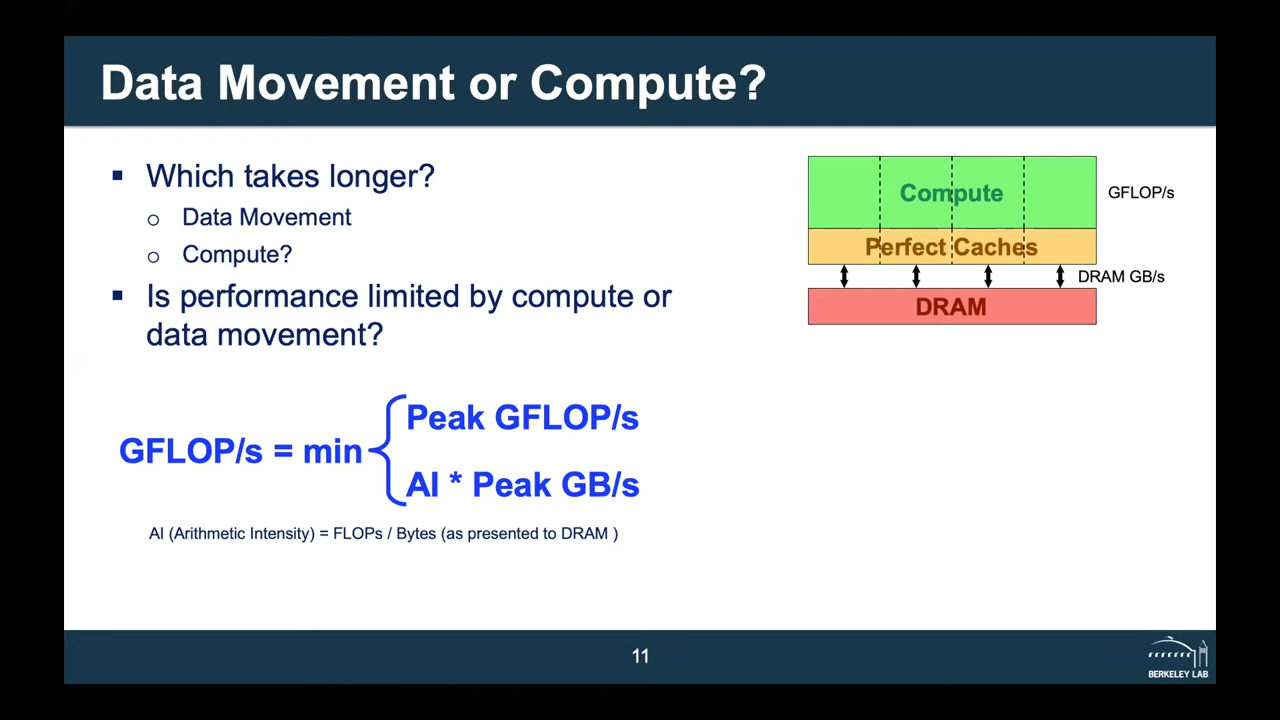 Data Movement or Compute?
Which takes longer?
Data Movement
Compute?
Is performance limited by compute or
data movement?
GFLOP/s = min
Peak GFLOP/s
AI * Peak GB/s
AI (Arithmetic Intensity) = FLOPs / Bytes (as presented to DRAM )
Compute
GFLOP/s
Perfect Caches
DRAM GB/s
DRAM
11
BERKELEY LAB